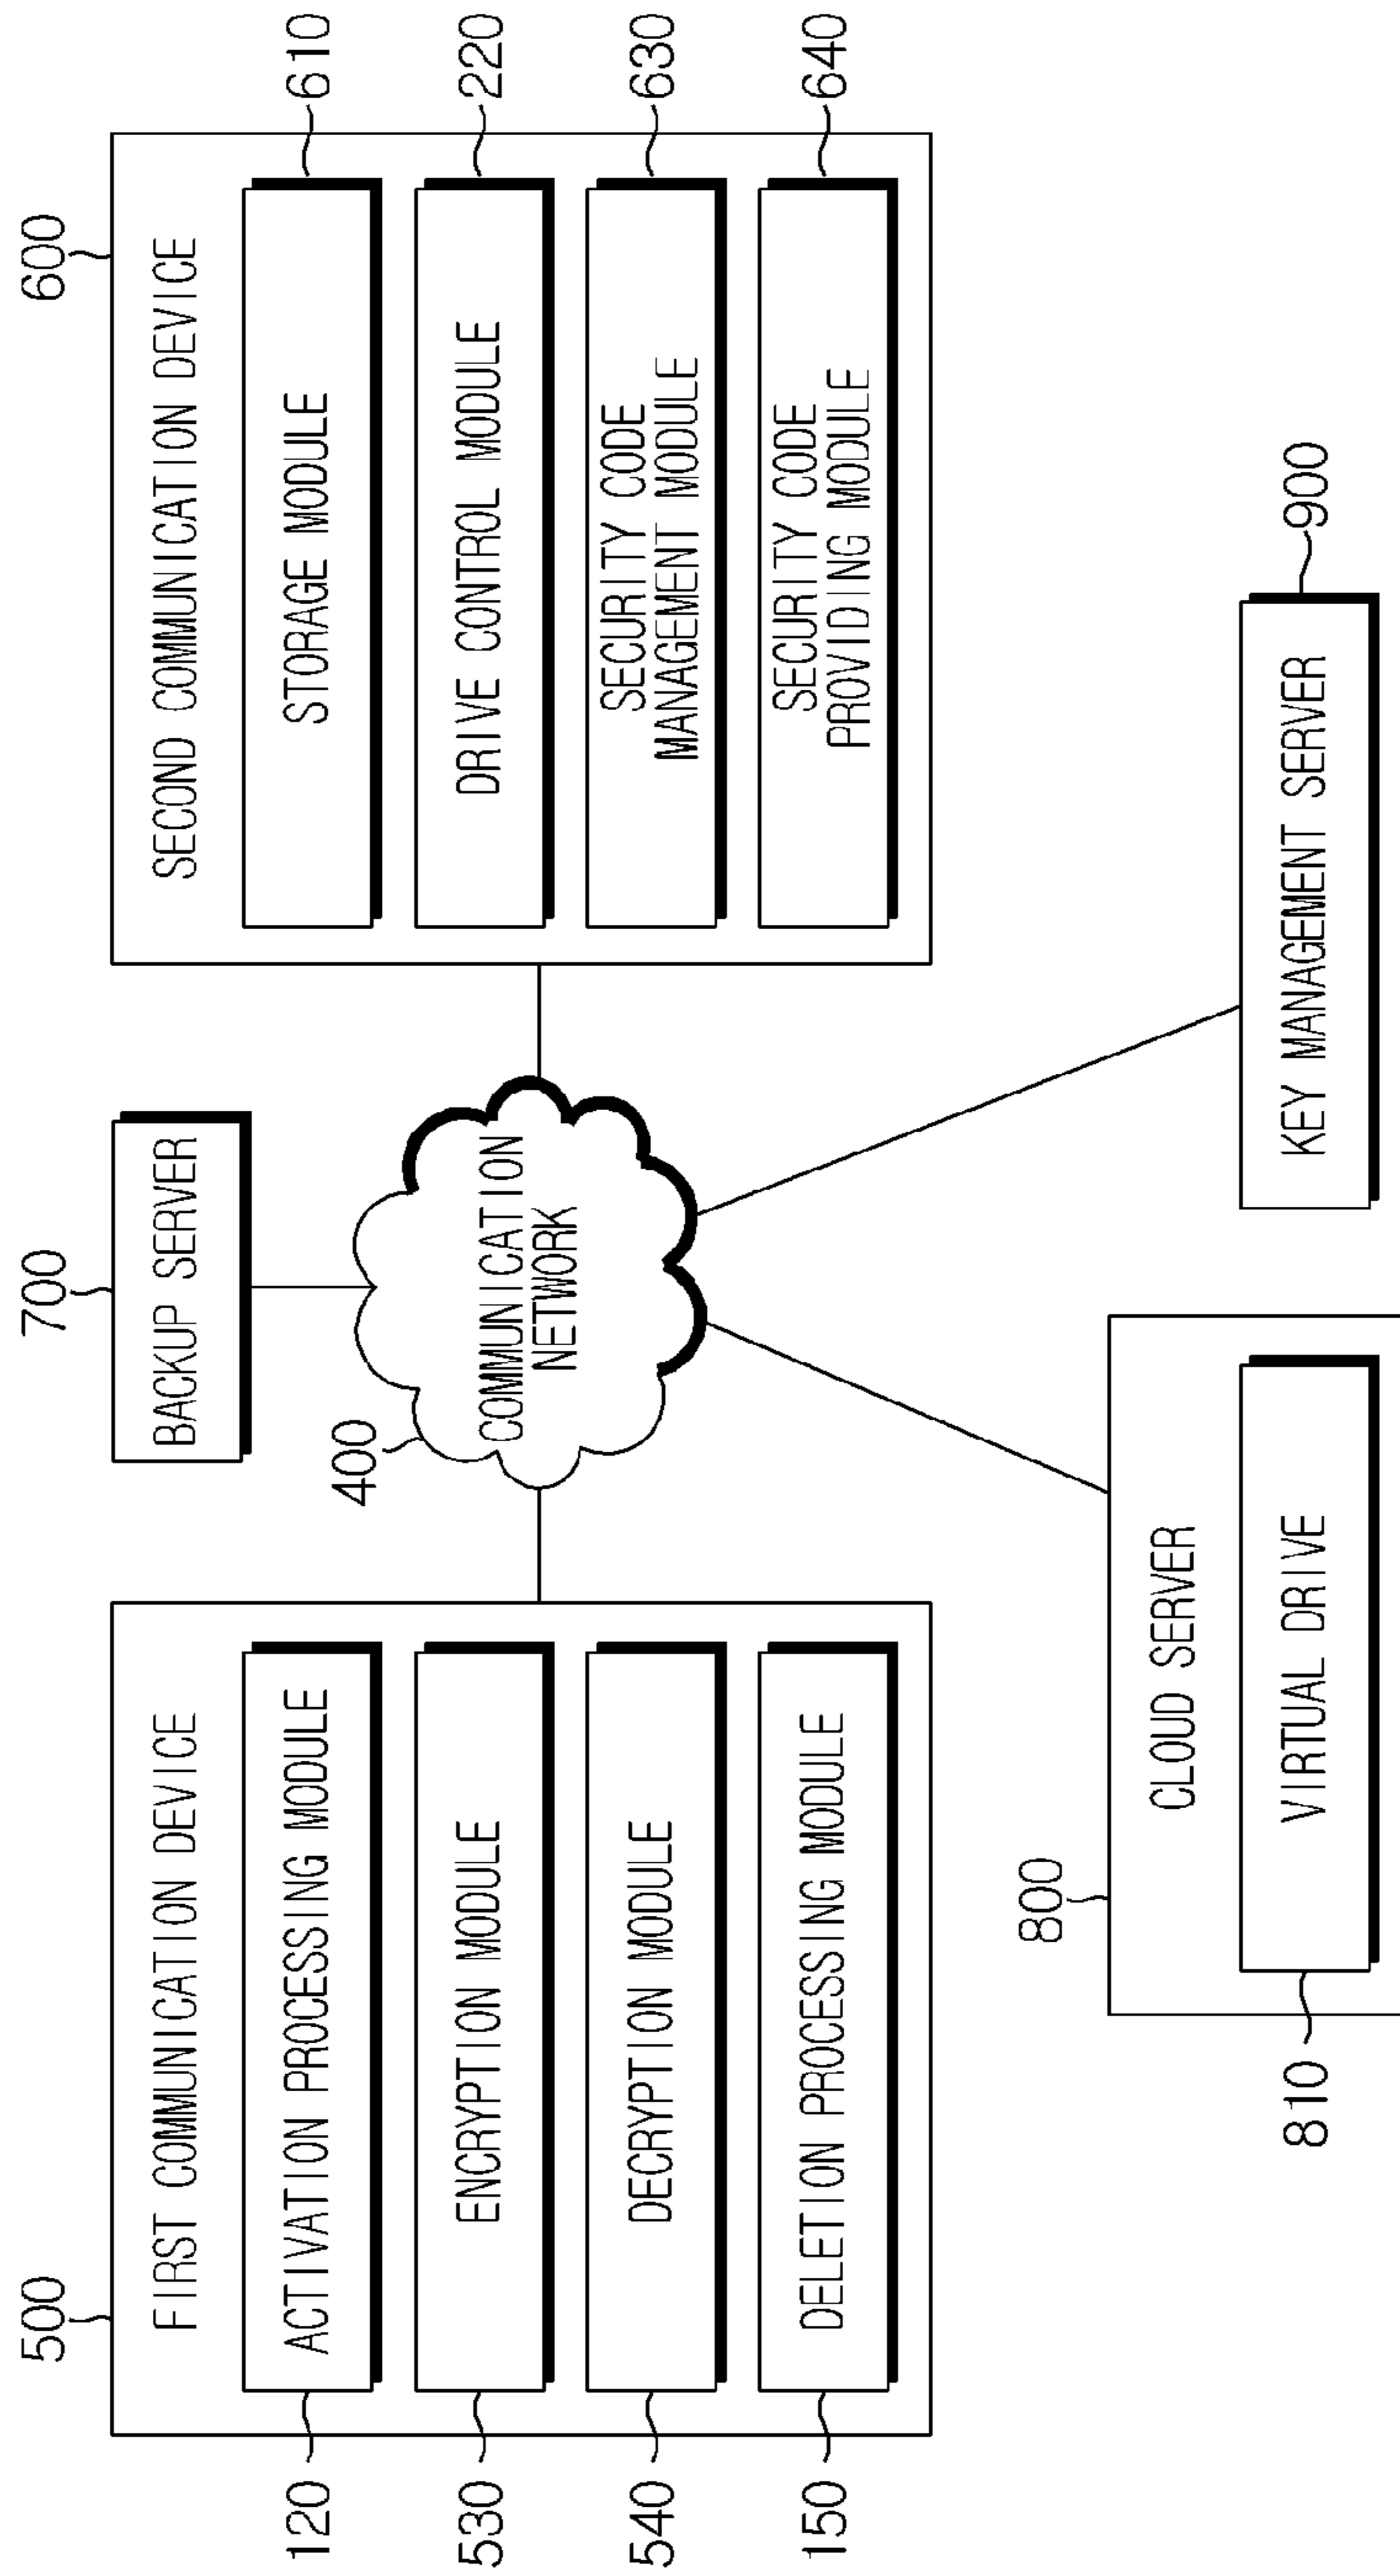 500
FIRST COMMUNICATION DEVICE
120
ACTIVATION PROCESSING MODULE
530
ENCRYPTION MODULE
540
DECRYPTION MODULE
150
DELETION PROCESSING MODULE
700
BACKUP SERVER
400
COMMUNICATION
NETWORK
600
SECOND COMMUNICATION DEVICE
STORAGE MODULE
610
DRIVE CONTROL MODULE
220
SECURITY CODE
MANAGEMENT MODULE
630
SECURITY CODE
PROVIDING MODULE
640
800
CLOUD SERVER
810
VIRTUAL DRIVE
KEY MANAGEMENT SERVER
900